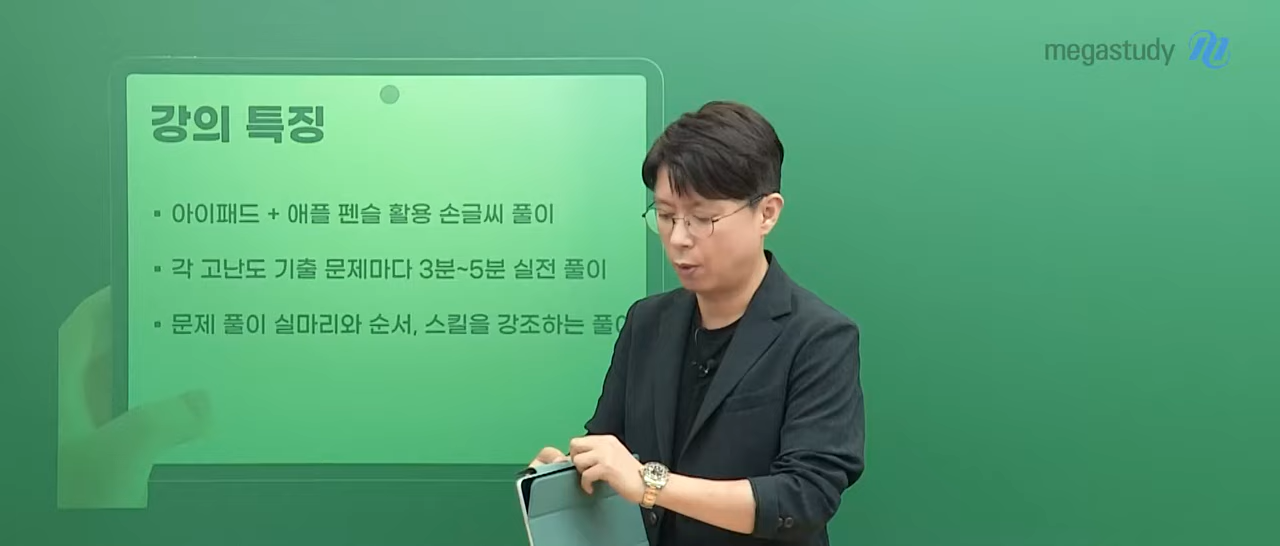 megastudy
강의 특징
▪ 아이패드 + 애플 펜슬 활용 손글씨 풀이
▪ 각 고난도 기출 문제마다 3분~5분 실전 풀이
▪ 문제 풀이 실마리와 순서, 스킬을 강조하는